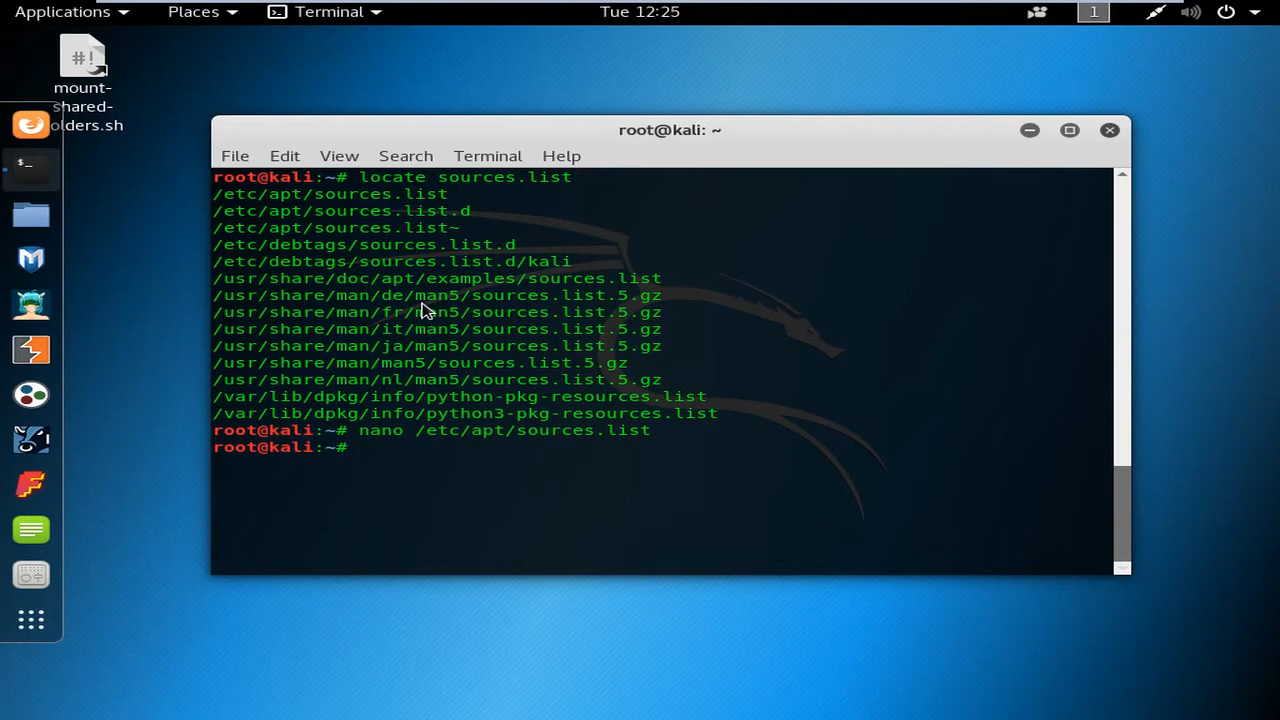 Applications Places Terminal Tue 12:25 1
#!
mount-
shared-
olders.sh
root@kali: ~
File Edit View Search Terminal Help
root@kali:~# locate sources.list
/etc/apt/sources.list
/etc/apt/sources.list.d
/etc/apt/sources.list~
/etc/debtags/sources.list.d
/etc/debtags/sources.list.d/kali
/usr/share/doc/apt/examples/sources.list
/usr/share/man/de/man5/sources.list.5.gz
/usr/share/man/fr/man5/sources.list.5.gz
/usr/share/man/it/man5/sources.list.5.gz
/usr/share/man/ja/man5/sources.list.5.gz
/usr/share/man/man5/sources.list.5.gz
/usr/share/man/nl/man5/sources.list.5.gz
/var/lib/dpkg/info/python-pkg-resources.list
/var/lib/dpkg/info/python3-pkg-resources.list
root@kali:~# nano /etc/apt/sources.list
root@kali:~#